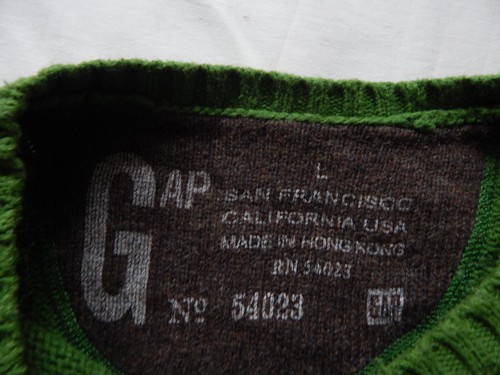 GAP
L
SAN FRANCISCO
CALIFORNIA USA
MADE IN HONG KONG
RN 54023
Nº 54023